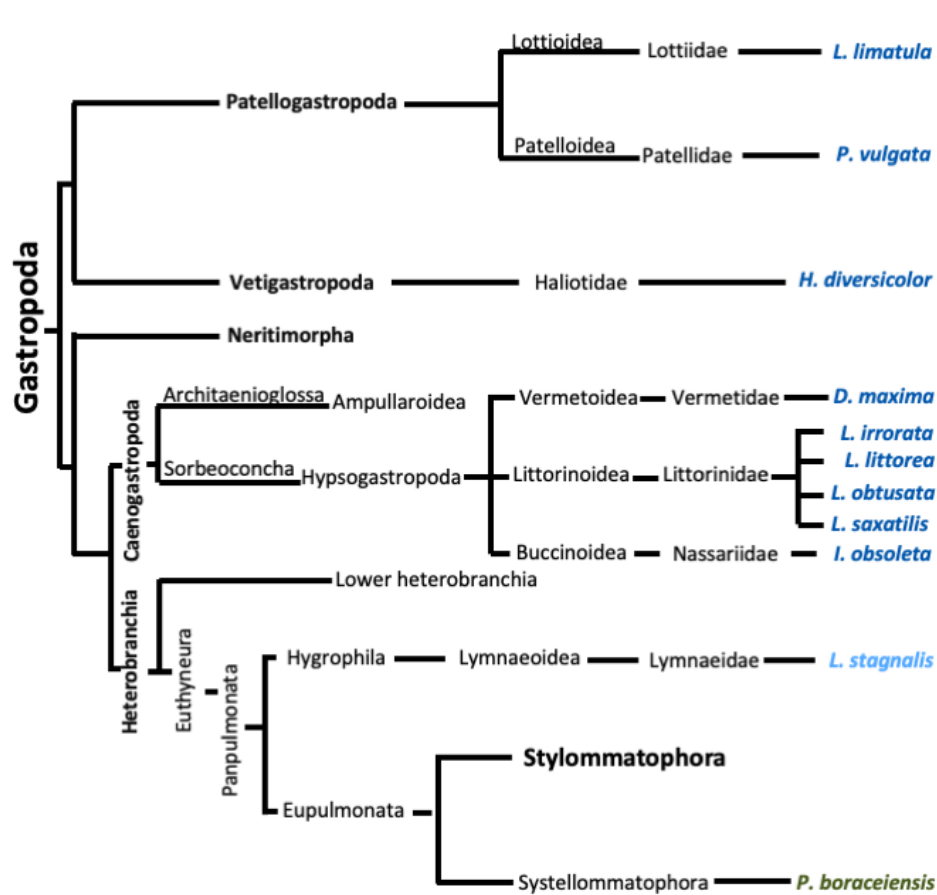 Gastropoda
Patellogastropoda
Lottioidea
Lottiidae
L. limatula
Patelloidea
Patellidae
P. vulgata
Vetigastropoda
Haliotidae
H. diversicolor
Neritimorpha
Caenogastropoda
Architaenioglossa
Ampullaroidea
Sorbeoconcha
Hypsogastropoda
Vermetoidea
Vermetidae
D. maxima
Littorinoidea
Littorinidae
L. irrorata
L. littorea
L. obtusata
L. saxatilis
Buccinoidea
Nassariidae
I. obsoleta
Heterobranchia
Lower heterobranchia
Euthyneura
Panpulmonata
Hygrophila
Lymnaeoidea
Lymnaeidae
L. stagnalis
Eupulmonata
Stylommatophora
Systellommatophora
P. boraceiensis